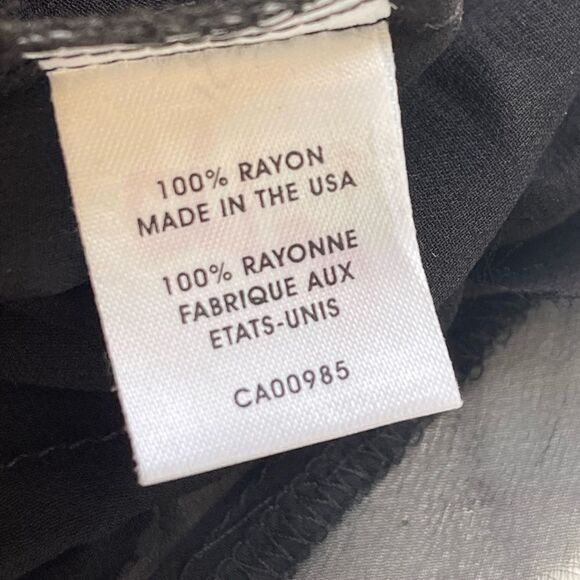 100% RAYON
MADE IN THE USA
100% RAYONNE
FABRIQUE AUX
ETATS-UNIS
CA00985